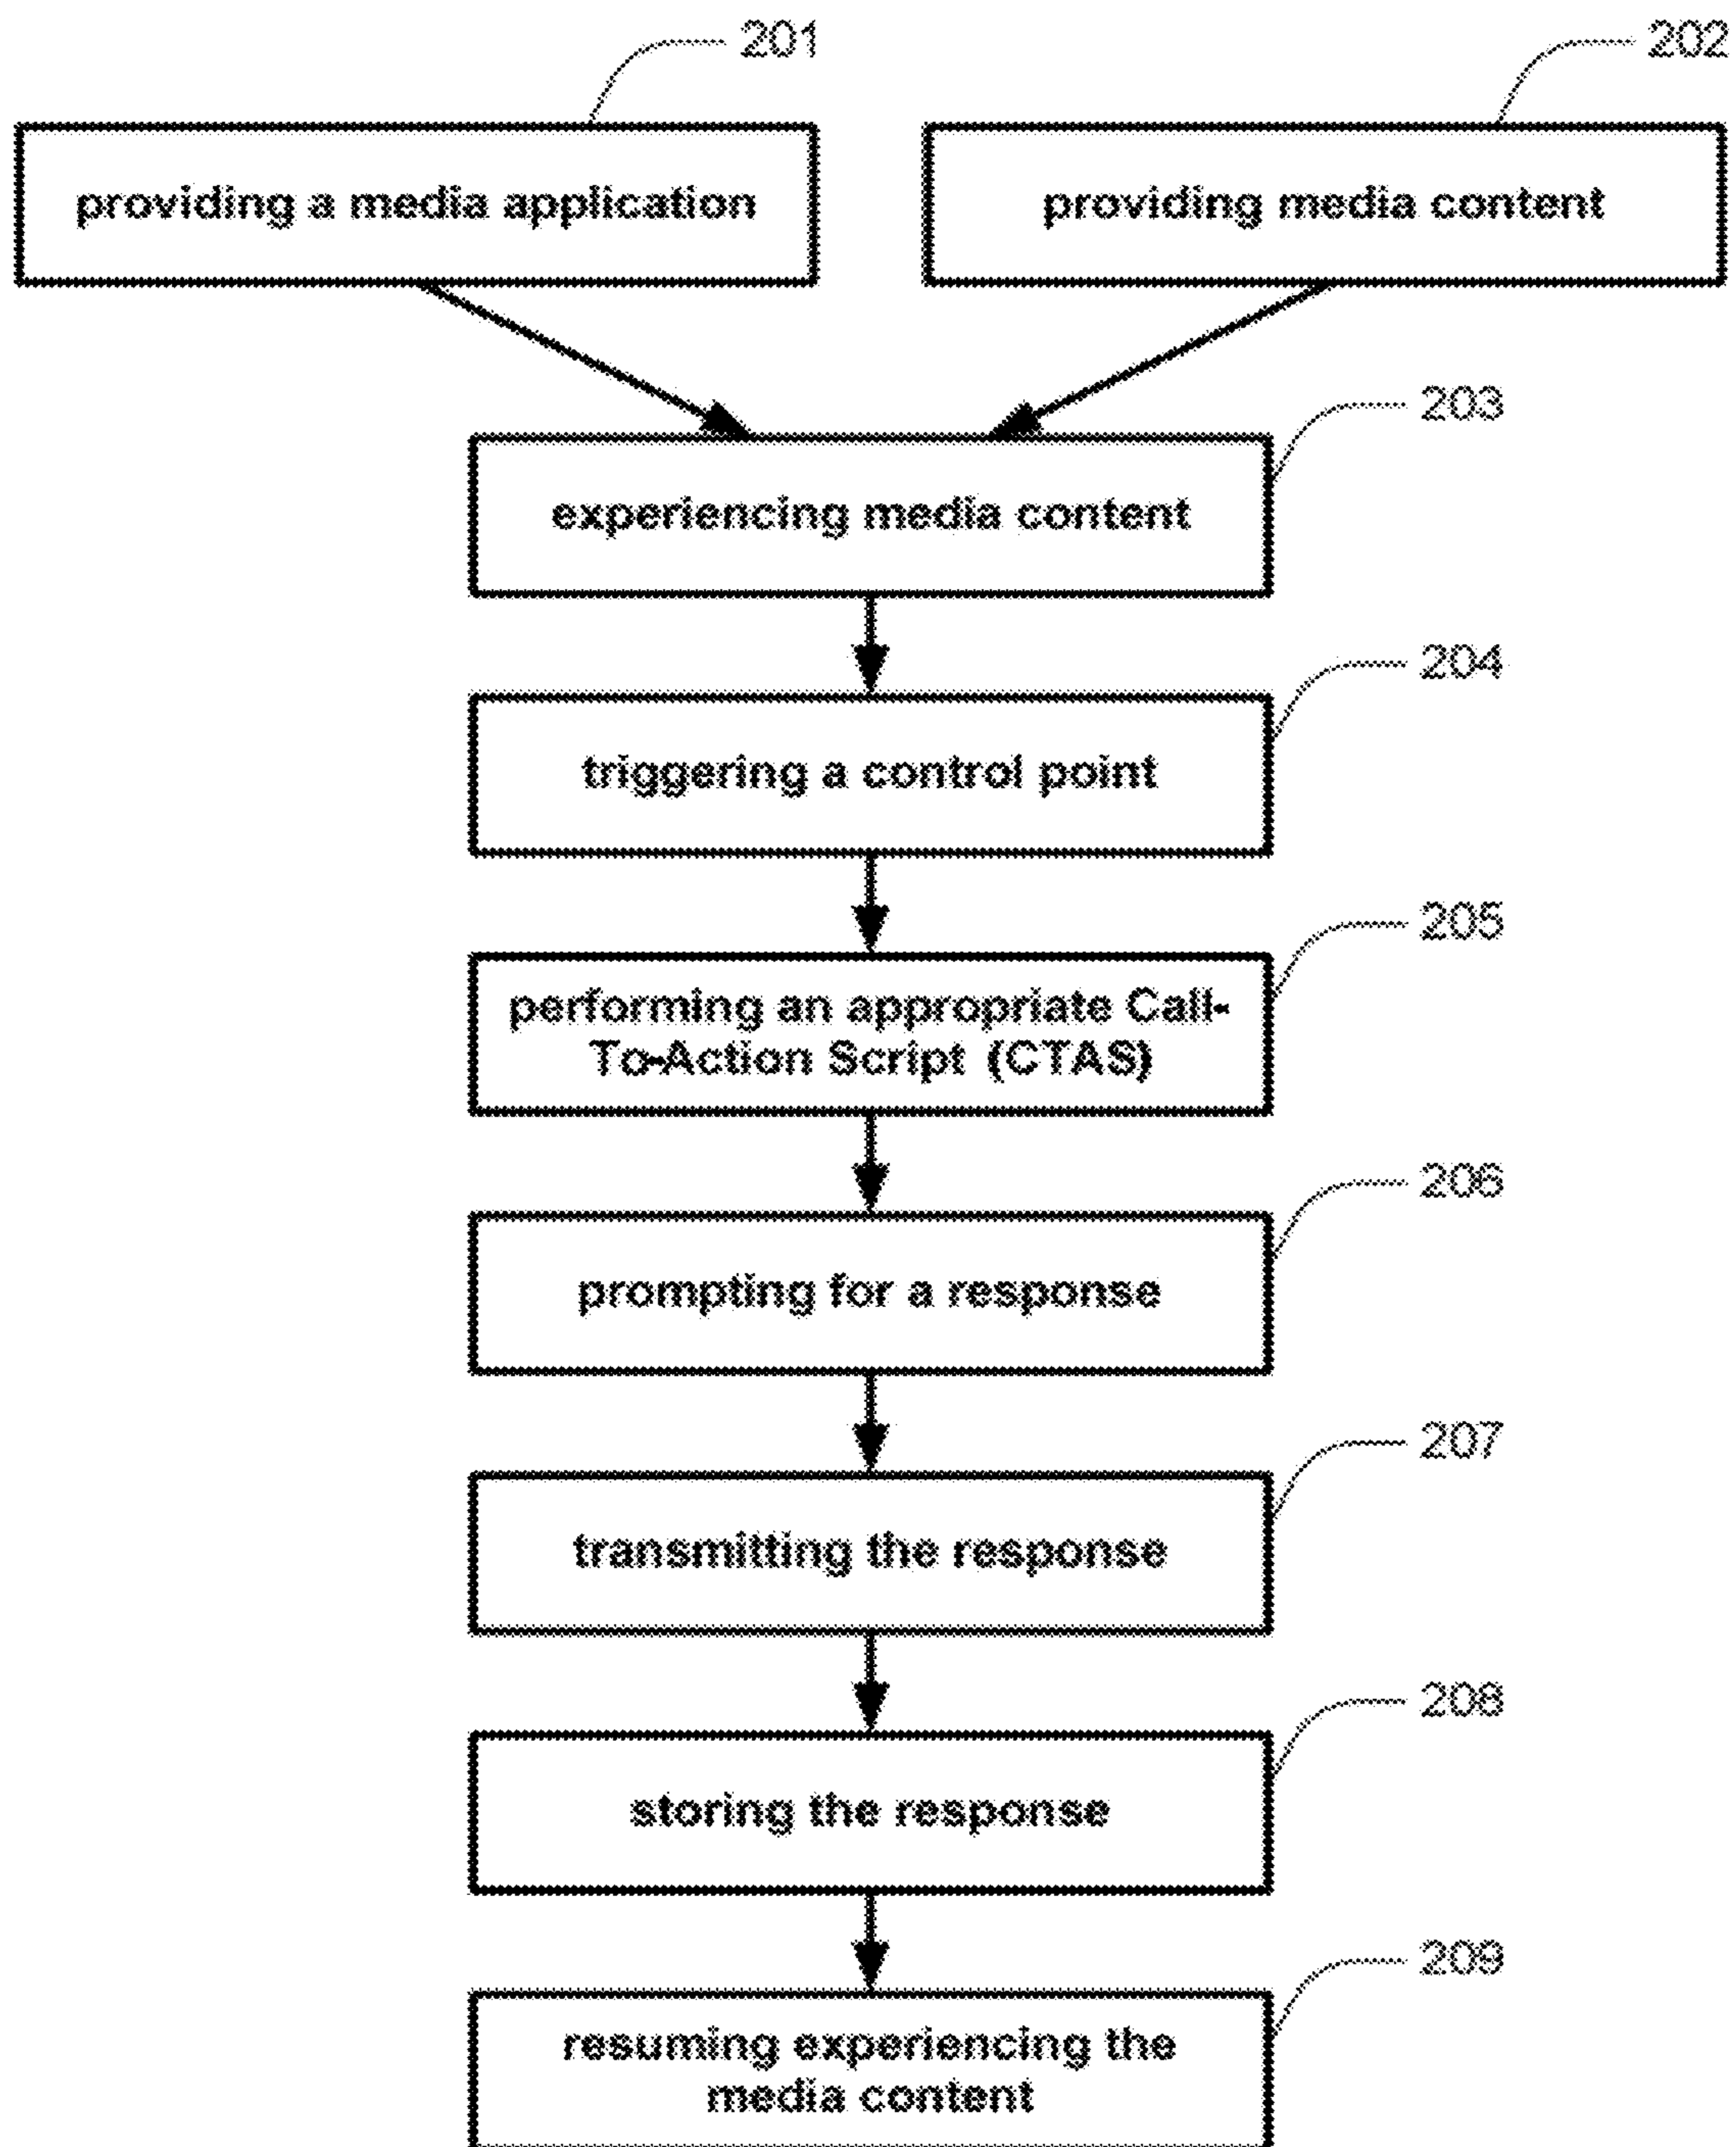 201
202
providing a media application
providing media content
203
experiencing media content
204
triggering a control point
205
performing an appropriate Call-
To-Action Script (CTAS)
206
prompting for a response
207
transmitting the response
208
storing the response
209
resuming experiencing the
media content